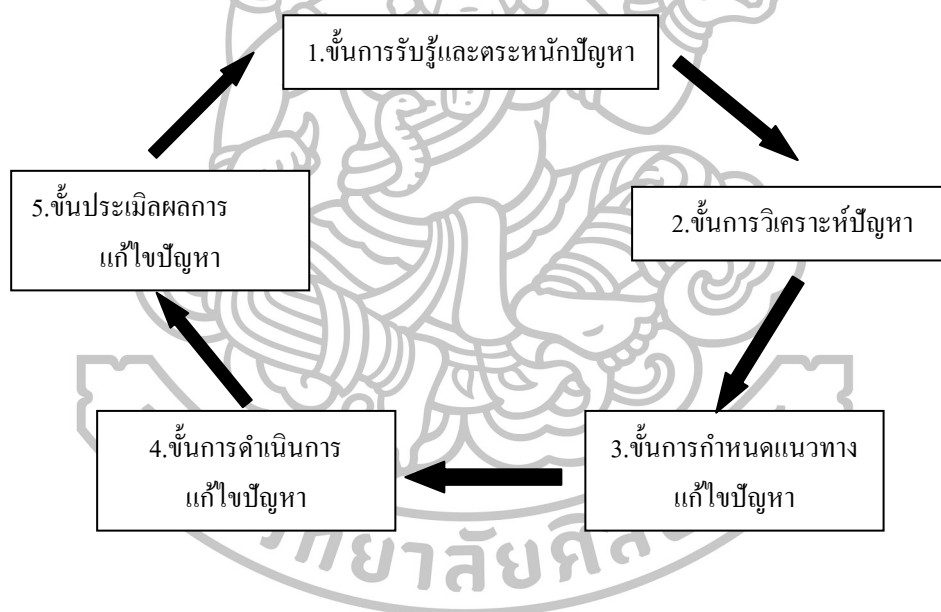 1.ขั้นการรับรู้และตระหนักปัญหา
2.ขั้นการวิเคราะห์ปัญหา
3.ขั้นการกำหนดแนวทาง
แก้ไขปัญหา
4.ขั้นการดำเนินการ
แก้ไขปัญหา
5.ขั้นประเมิลผลการ
แก้ไขปัญหา